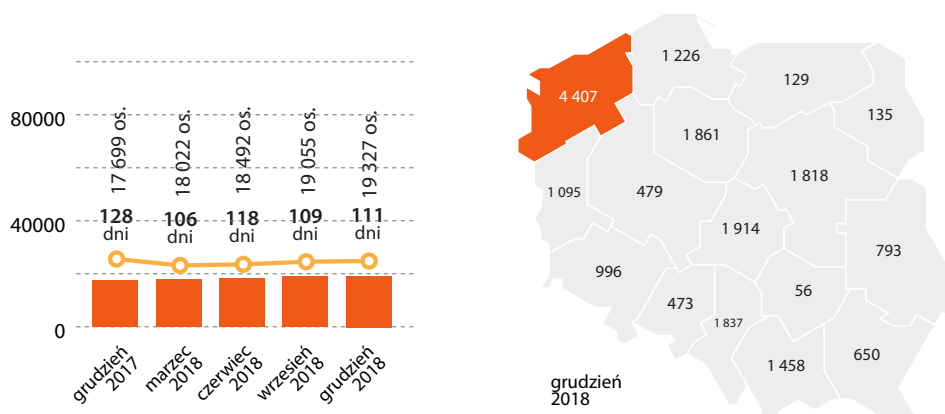 80000
40000
0
17 699 os.
18 022 os.
18 492 os.
19 055 os.
19 327 os.
128
dni
106
dni
118
dni
109
dni
111
dni
grudzień
2017
marzec
2018
czerwiec
2018
wrzesień
2018
grudzień
2018
4 407
1 226
129
135
1 861
1 095
479
1 818
1 914
793
996
473
1 837
56
1 458
650
grudzień
2018